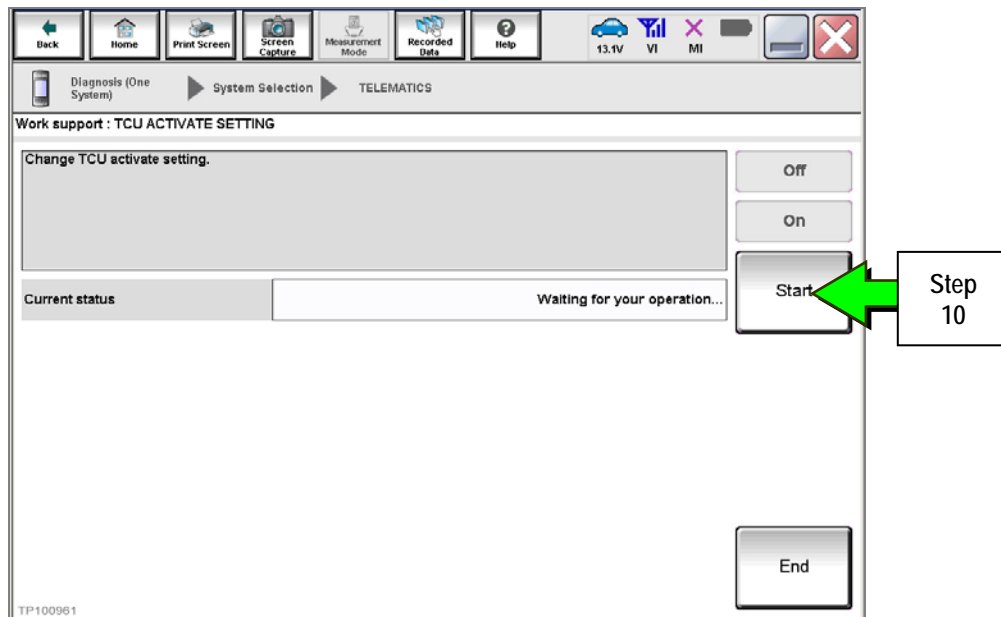 Back
Home
Print Screen
Screen
Capture
Measurement
Mode
Recorded
Data
Help
13.1V
VI
MI
Diagnosis (One
System)
System Selection
TELEMATICS
Work support : TCU ACTIVATE SETTING
Change TCU activate setting.
Off
On
Current status
Waiting for your operation...
Start
Step
10
End
TP100961